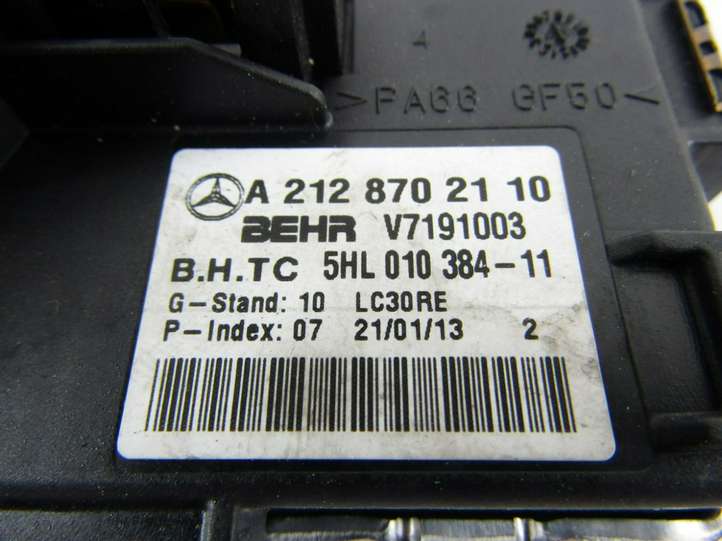 >PA66 GF50<
A 212 870 21 10
BEHR V7191003
B.H.TC 5HL 010 384-11
G-Stand: 10 LC30RE
P-Index: 07 21/01/13 2